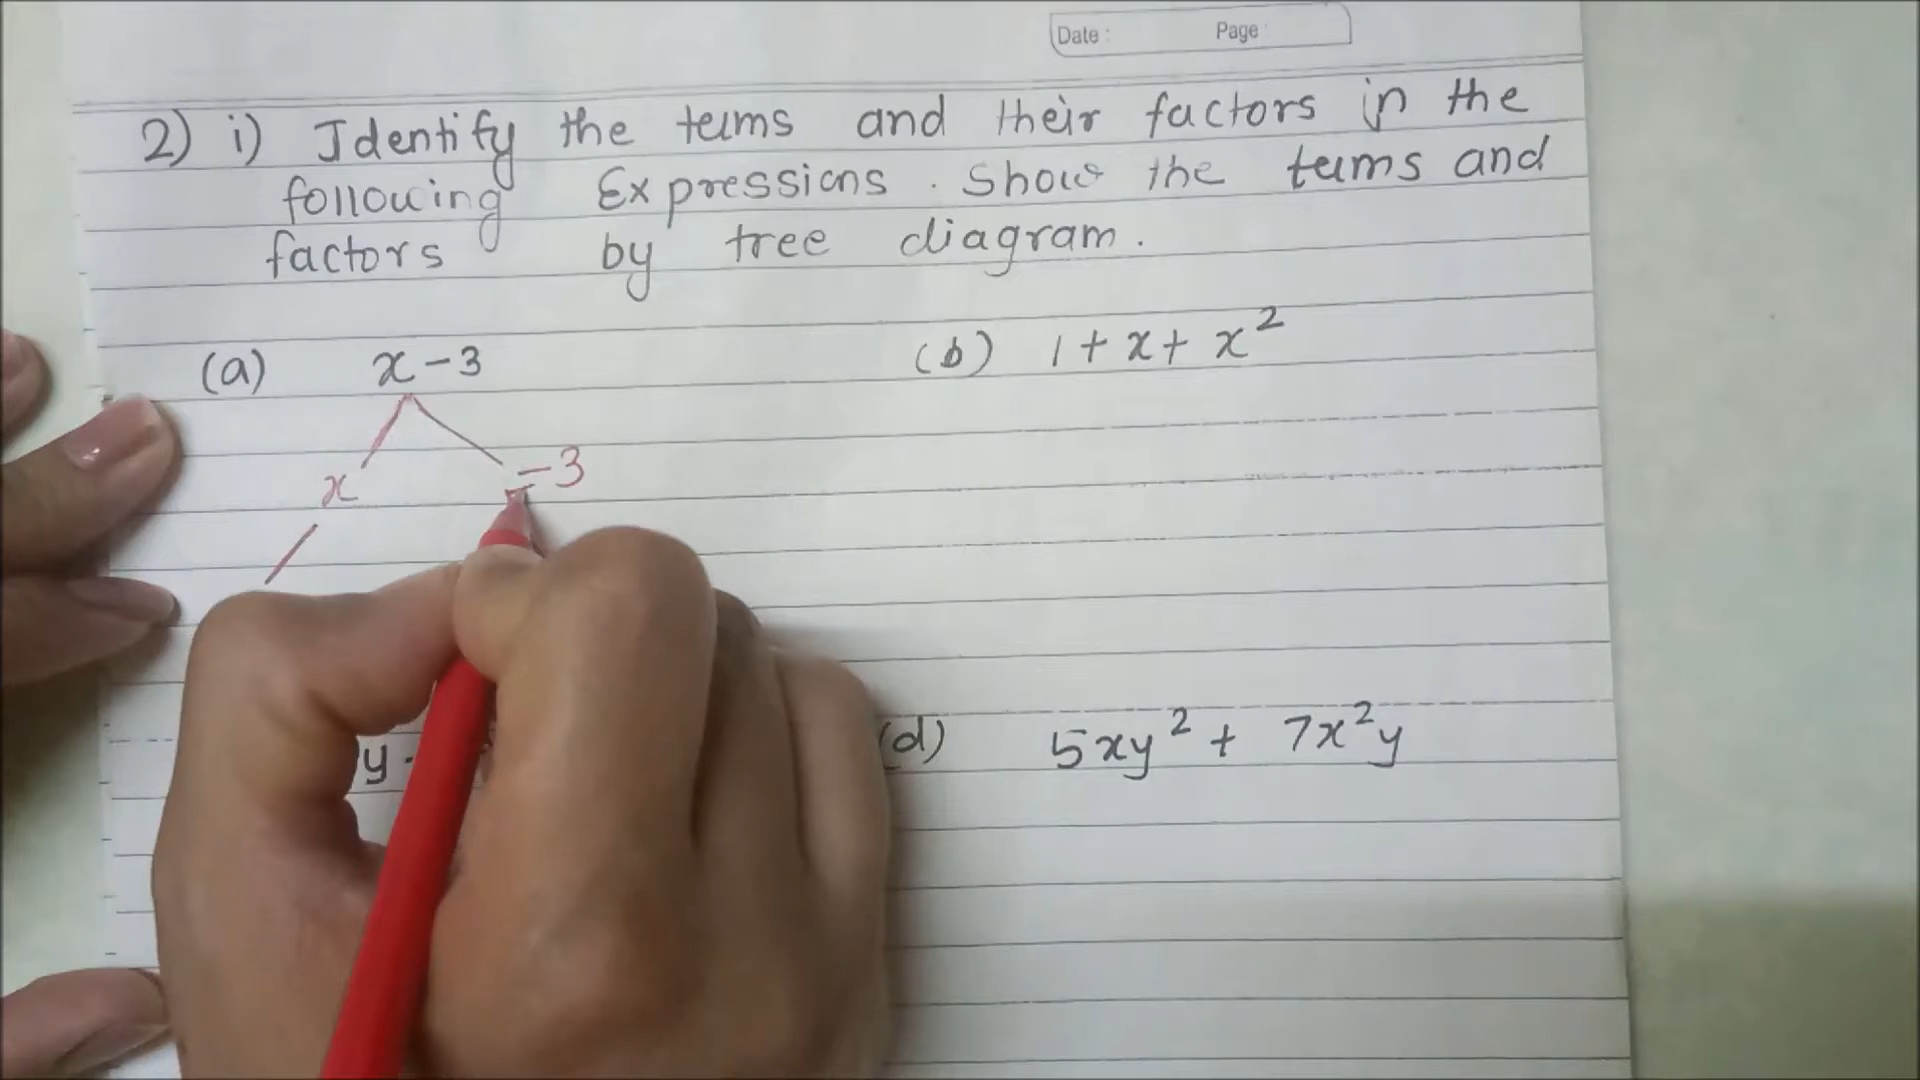 Date : Page
2) i) Identify the terms and their factors in the
following Expressions. Show the terms and
factors by tree diagram.
(a) x - 3 (b) 1 + x + x²
x - 3
y (d) 5xy² + 7x²y